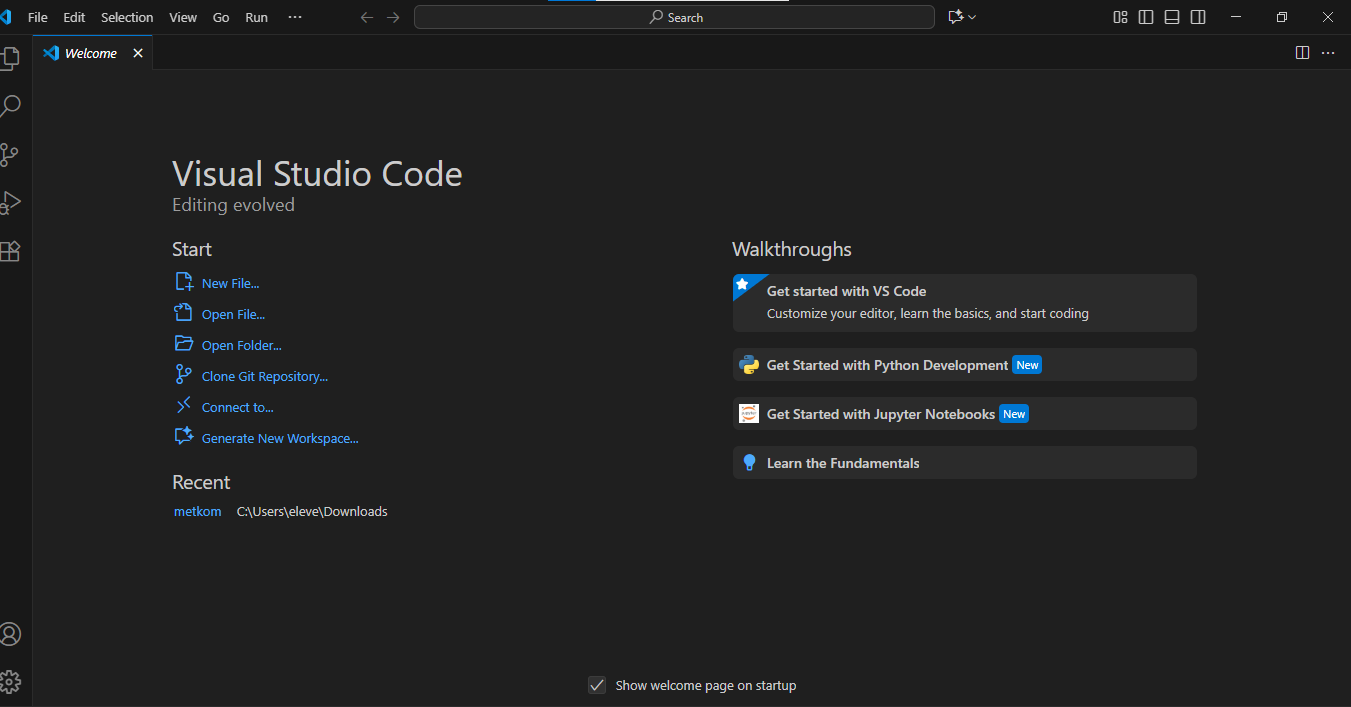 File Edit Selection View Go Run ···
Search
Welcome
Visual Studio Code
Editing evolved
Start
New File...
Open File...
Open Folder...
Clone Git Repository...
Connect to...
Generate New Workspace...
Recent
metkom C:\Users\eleve\Downloads
Walkthroughs
Get started with VS Code
Customize your editor, learn the basics, and start coding
Get Started with Python Development New
Get Started with Jupyter Notebooks New
Learn the Fundamentals
Show welcome page on startup